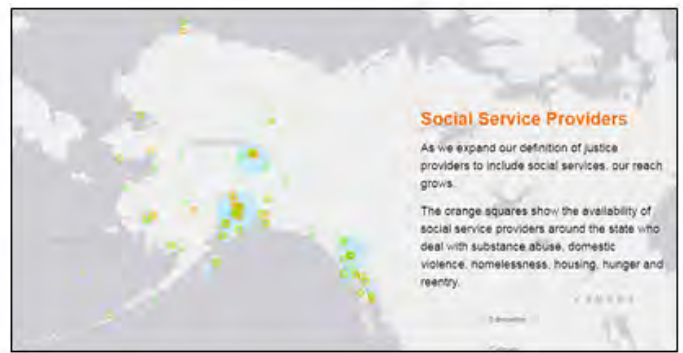 Social Service Providers
As we expand our definition of justice
providers to include social services, our reach
grows.
The orange squares show the availability of
social service providers around the state who
deal with substance abuse, domestic
violence, homelessness, housing, hunger and
reentry.
CANADA